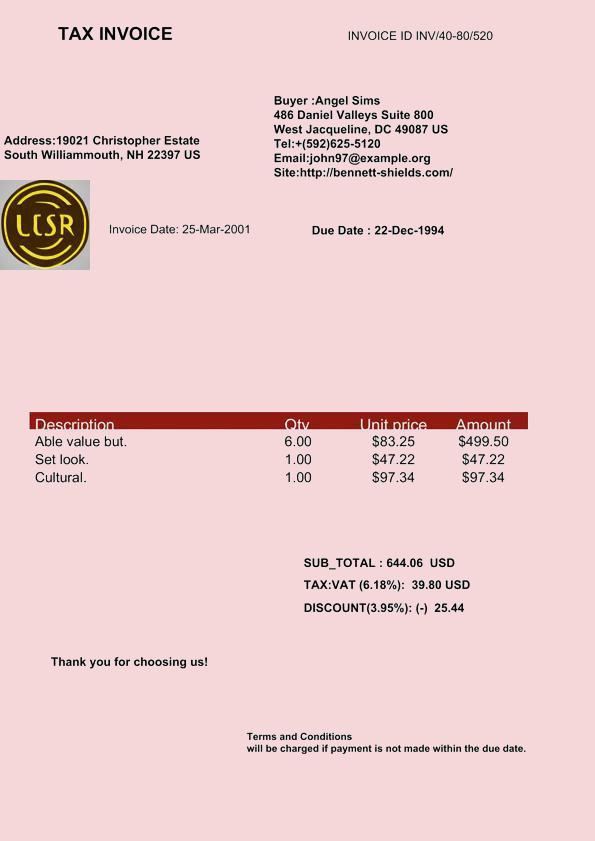 TAX INVOICE
INVOICE ID INV/40-80/520
Buyer :Angel Sims
486 Daniel Valleys Suite 800
West Jacqueline, DC 49087 US
Tel:+(592)625-5120
Email:john97@example.org
Site:http://bennett-shields.com/
Address:19021 Christopher Estate
South Williammouth, NH 22397 US
LCSR
Invoice Date: 25-Mar-2001
Due Date : 22-Dec-1994
Description Qty Unit price Amount
Able value but. 6.00 $83.25 $499.50
Set look. 1.00 $47.22 $47.22
Cultural. 1.00 $97.34 $97.34
SUB_TOTAL : 644.06 USD
TAX:VAT (6.18%): 39.80 USD
DISCOUNT(3.95%): (-) 25.44
Thank you for choosing us!
Terms and Conditions
will be charged if payment is not made within the due date.